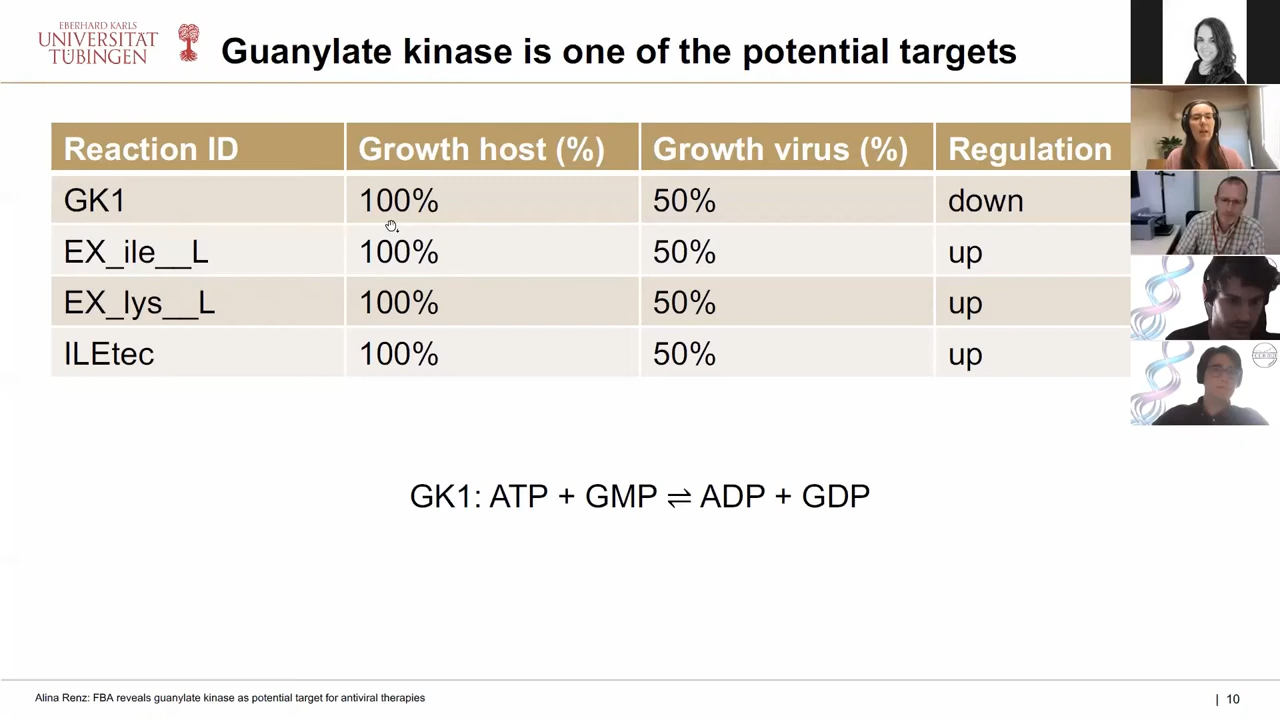 EBERHARD KARLS
UNIVERSITÄT
TÜBINGEN
Guanylate kinase is one of the potential targets
Reaction ID Growth host (%) Growth virus (%) Regulation
GK1 100% 50% down
EX_ile__L 100% 50% up
EX_lys__L 100% 50% up
ILEtec 100% 50% up
GK1: ATP + GMP ⇌ ADP + GDP
Alina Renz: FBA reveals guanylate kinase as potential target for antiviral therapies
| 10